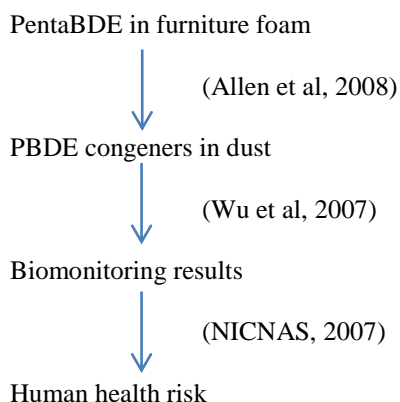 PentaBDE in furniture foam
(Allen et al, 2008)
PBDE congeners in dust
(Wu et al, 2007)
Biomonitoring results
(NICNAS, 2007)
Human health risk